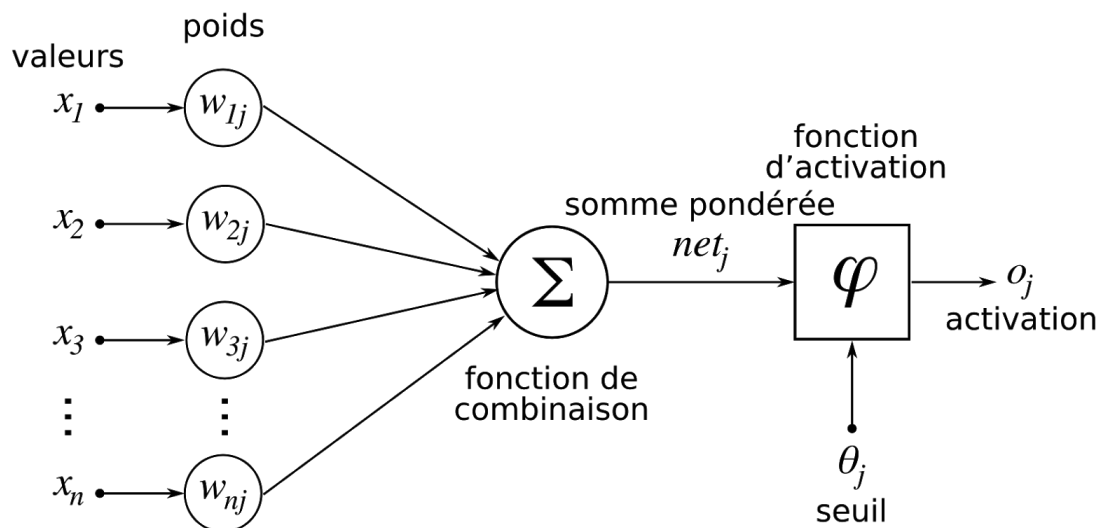 poids
valeurs
x1 w1j
x2 w2j
x3 w3j
⋮ ⋮
xn wnj
Σ
fonction de
combinaison
somme pondérée
netj
fonction
d’activation
φ
oj
activation
θj
seuil